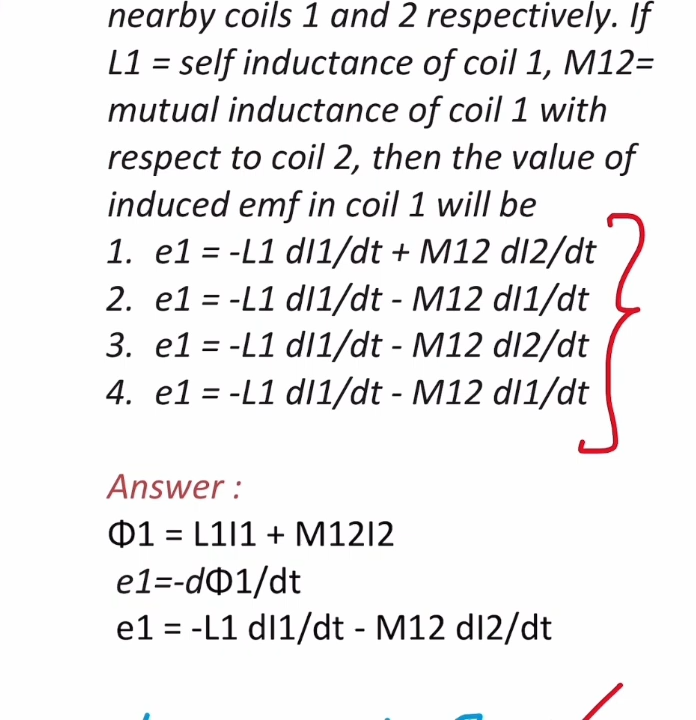 nearby coils 1 and 2 respectively. If
L1 = self inductance of coil 1, M12=
mutual inductance of coil 1 with
respect to coil 2, then the value of
induced emf in coil 1 will be
1. e1 = -L1 dI1/dt + M12 dI2/dt
2. e1 = -L1 dI1/dt - M12 dI1/dt
3. e1 = -L1 dI1/dt - M12 dI2/dt
4. e1 = -L1 dI1/dt - M12 dI1/dt
Answer :
Φ1 = L1I1 + M12I2
e1=-dΦ1/dt
e1 = -L1 dI1/dt - M12 dI2/dt